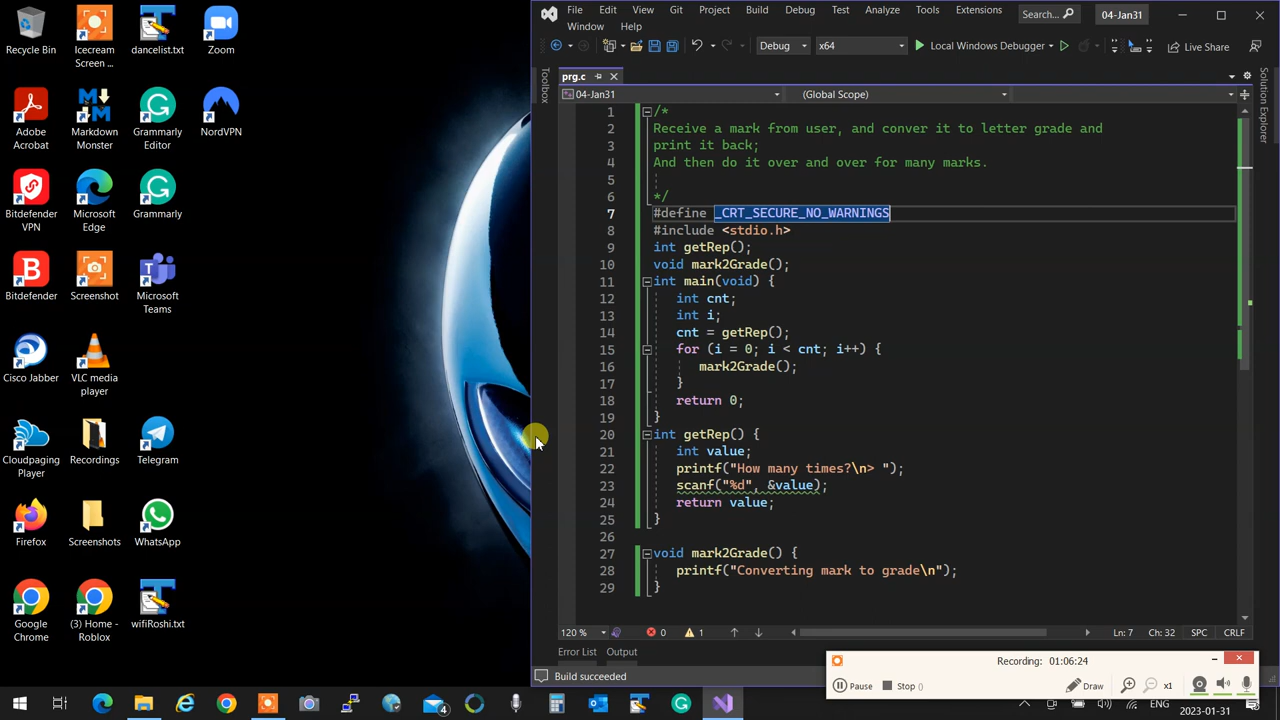 Recycle Bin
Icecream
Screen ...
dancelist.txt
Zoom
Adobe
Acrobat
Markdown
Monster
Grammarly
Editor
NordVPN
Bitdefender
VPN
Microsoft
Edge
Grammarly
Bitdefender
Screenshot
Microsoft
Teams
Cisco Jabber
VLC media
player
Cloudpaging
Player
Recordings
Telegram
Firefox
Screenshots
WhatsApp
Google
Chrome
(3) Home -
Roblox
wifiRoshi.txt
File Edit View Git Project Build Debug Test Analyze Tools Extensions
Window Help
Search...
04-Jan31
Debug x64 Local Windows Debugger Live Share
Toolbox
Solution Explorer
prg.c
04-Jan31 (Global Scope)
1 /*
2 Receive a mark from user, and conver it to letter grade and
3 print it back;
4 And then do it over and over for many marks.
5
6 */
7 #define _CRT_SECURE_NO_WARNINGS
8 #include <stdio.h>
9 int getRep();
10 void mark2Grade();
11 int main(void) {
12 int cnt;
13 int i;
14 cnt = getRep();
15 for (i = 0; i < cnt; i++) {
16 mark2Grade();
17 }
18 return 0;
19 }
20 int getRep() {
21 int value;
22 printf("How many times?\n> ");
23 scanf("%d", &value);
24 return value;
25 }
26
27 void mark2Grade() {
28 printf("Converting mark to grade\n");
29 }
120 % 0 1 Ln: 7 Ch: 32 SPC CRLF
Error List Output
Build succeeded
Recording: 01:06:24
Pause Stop () Draw x1
4
ENG 2023-01-31